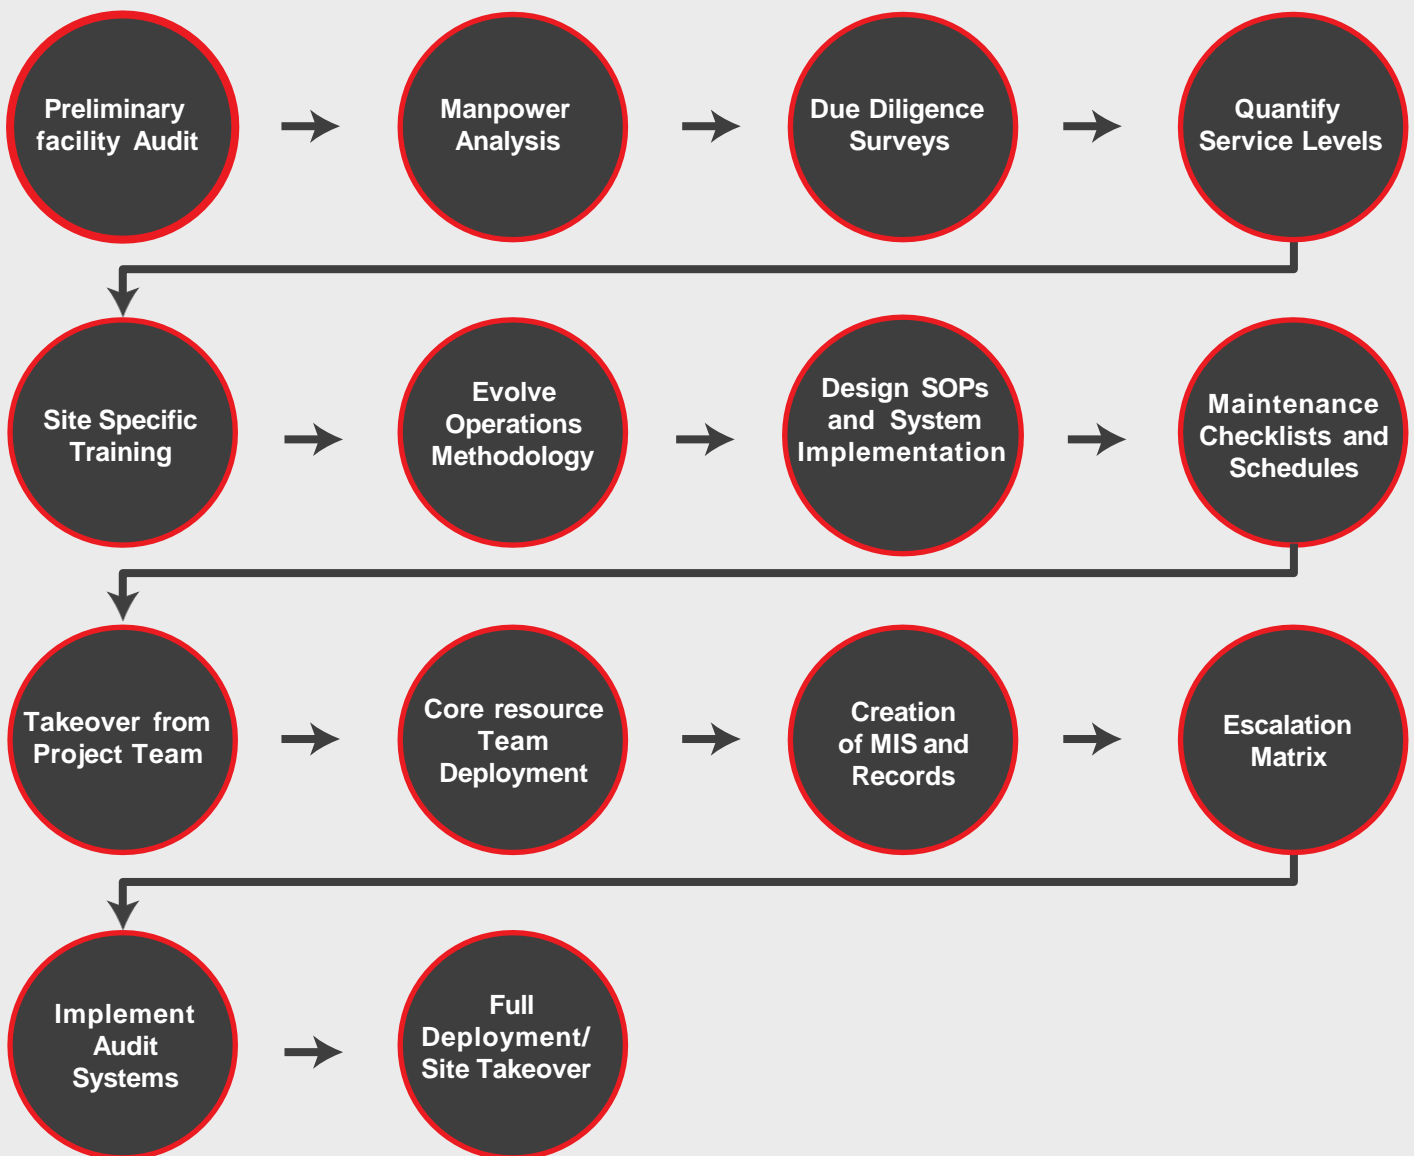 Preliminary
facility Audit
Manpower
Analysis
Due Diligence
Surveys
Quantify
Service Levels
Site Specific
Training
Evolve
Operations
Methodology
Design SOPs
and System
Implementation
Maintenance
Checklists and
Schedules
Takeover from
Project Team
Core resource
Team
Deployment
Creation
of MIS and
Records
Escalation
Matrix
Implement
Audit
Systems
Full
Deployment/
Site Takeover